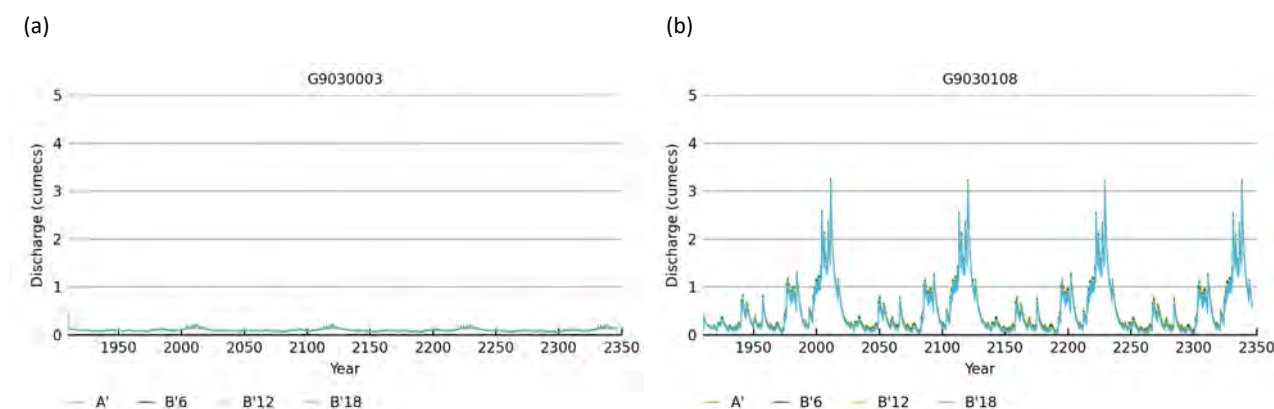 (a)
(b)
G9030003
5
4
3
2
1
0
Discharge (cumecs)
1950 2000 2050 2100 2150 2200 2250 2300 2350
Year
A' B'6 B'12 B'18
G9030108
5
4
3
2
1
0
Discharge (cumecs)
1950 2000 2050 2100 2150 2200 2250 2300 2350
Year
A' B'6 B'12 B'18